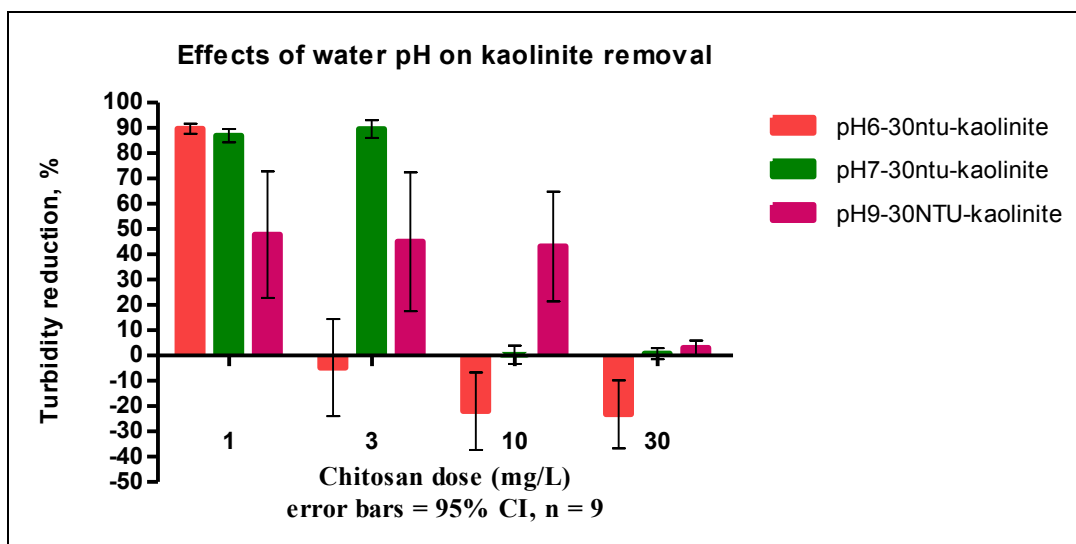 Effects of water pH on kaolinite removal
100
90
80
70
60
50
40
30
20
10
0
-10
-20
-30
-40
-50
Turbidity reduction, %
1 3 10 30
Chitosan dose (mg/L)
error bars = 95% CI, n = 9
pH6-30ntu-kaolinite
pH7-30ntu-kaolinite
pH9-30NTU-kaolinite